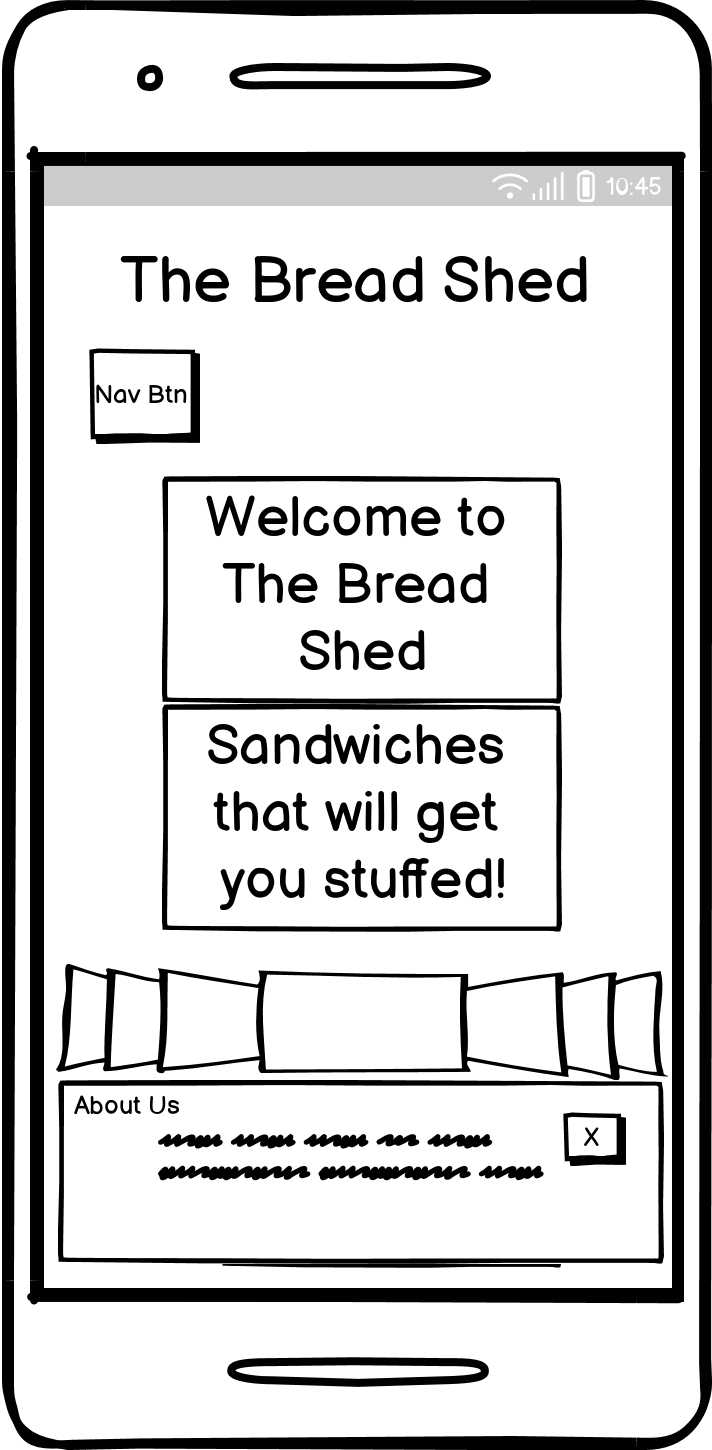 10:45
The Bread Shed
Nav Btn
Welcome to
The Bread
Shed
Sandwiches
that will get
you stuffed!
About Us
X